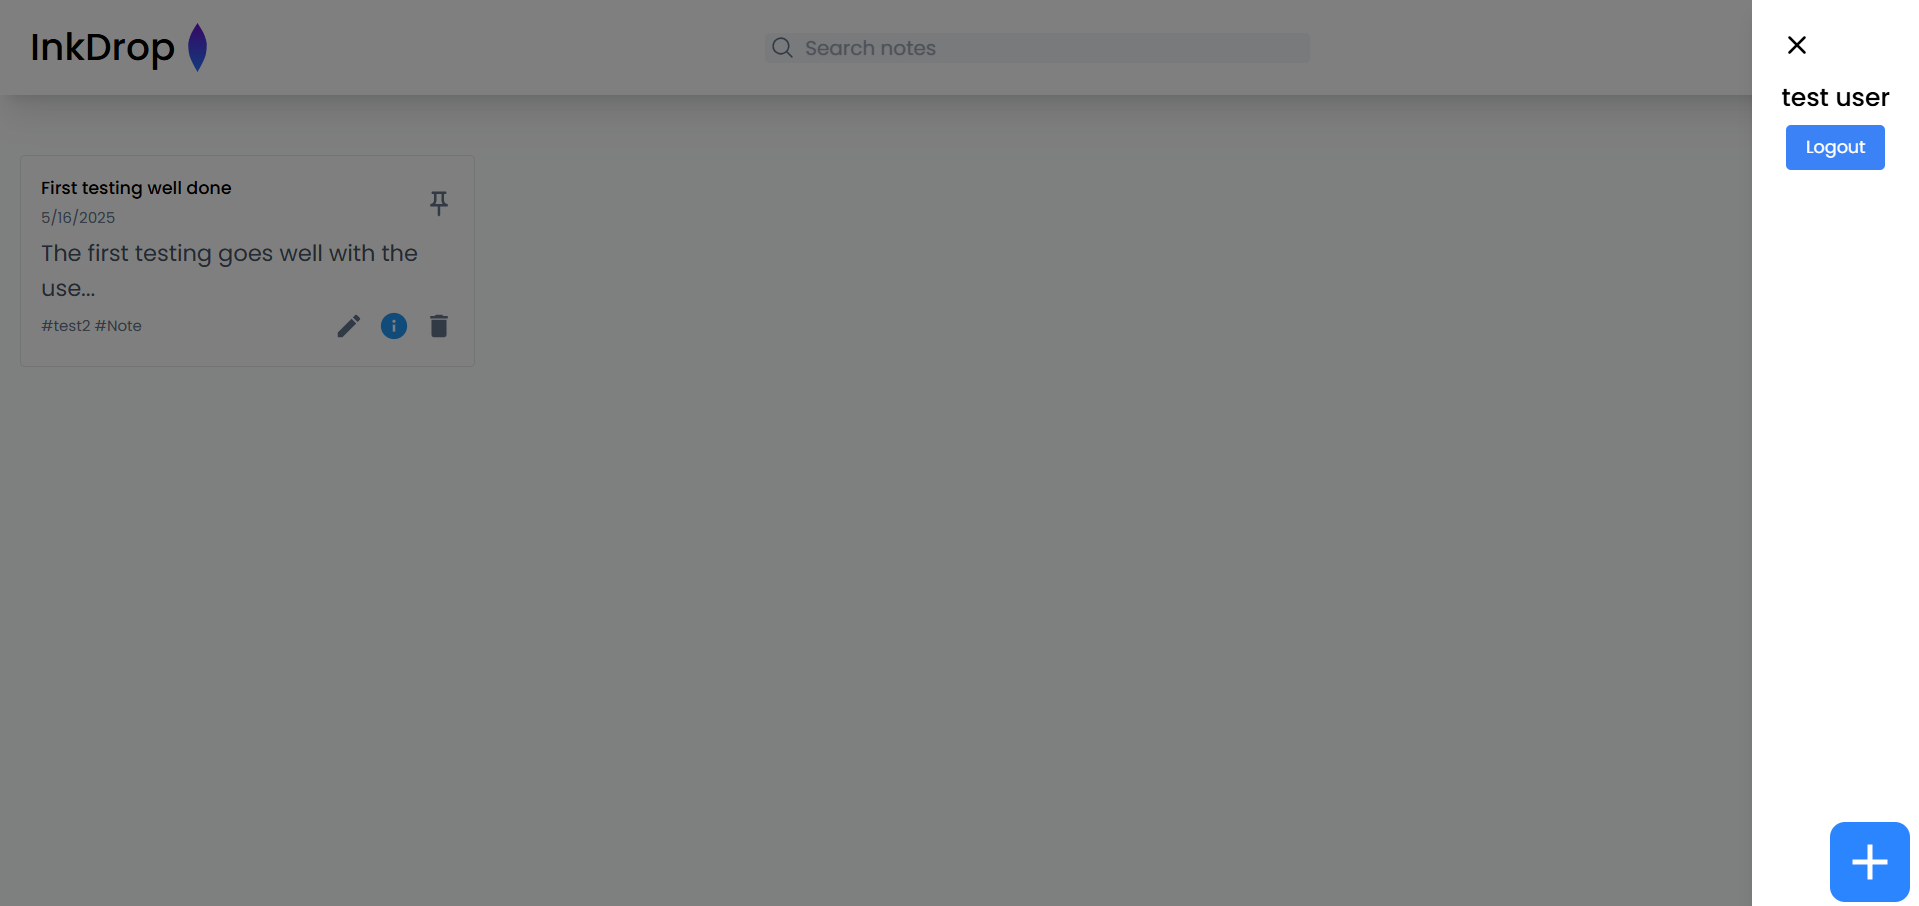 InkDrop
Search notes
test user
Logout
First testing well done
5/16/2025
The first testing goes well with the
use...
#test2 #Note